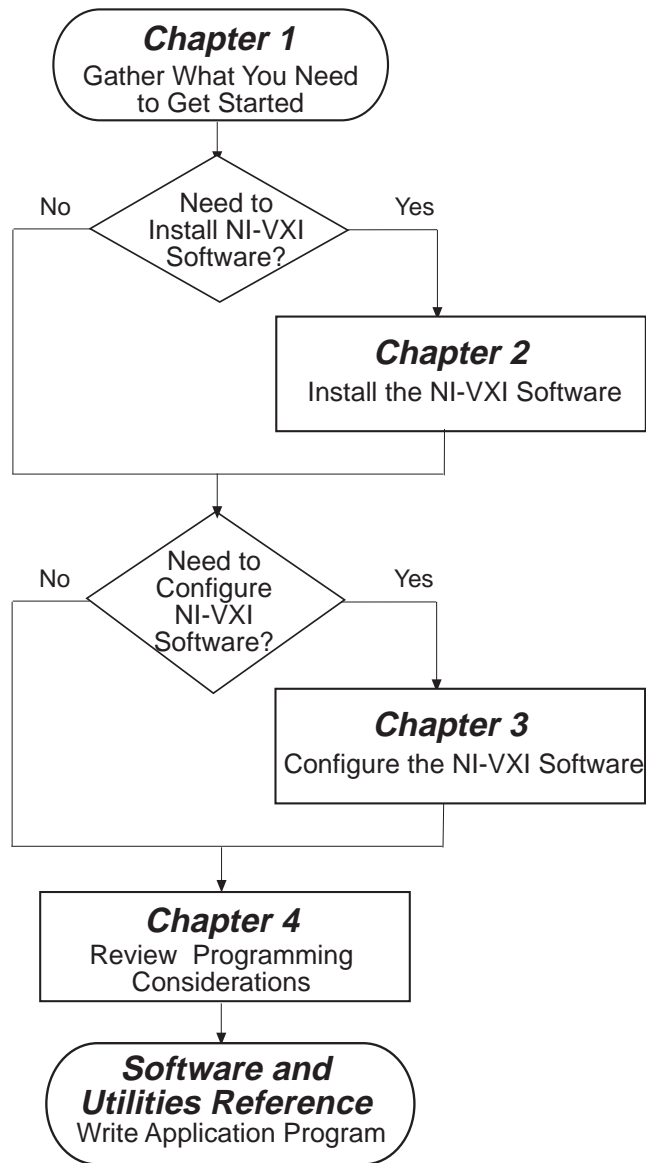 Chapter 1
Gather What You Need
to Get Started
No
Need to
Install NI-VXI
Software?
Yes
Chapter 2
Install the NI-VXI Software
No
Need to
Configure
NI-VXI
Software?
Yes
Chapter 3
Configure the NI-VXI Software
Chapter 4
Review Programming
Considerations
Software and
Utilities Reference
Write Application Program